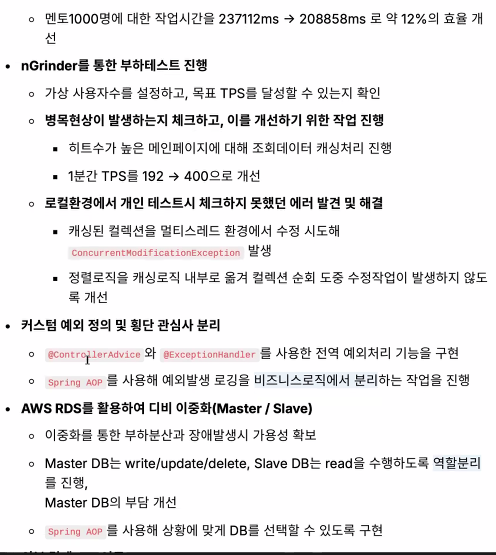 멘토1000명에 대한 작업시간을 237112ms → 208858ms 로 약 12%의 효율 개
선
nGrinder를 통한 부하테스트 진행
가상 사용자수를 설정하고, 목표 TPS를 달성할 수 있는지 확인
병목현상이 발생하는지 체크하고, 이를 개선하기 위한 작업 진행
히트수가 높은 메인페이지에 대해 조회데이터 캐싱처리 진행
1분간 TPS를 192 → 400으로 개선
로컬환경에서 개인 테스트시 체크하지 못했던 에러 발견 및 해결
캐싱된 컬렉션을 멀티스레드 환경에서 수정 시도해
ConcurrentModificationException 발생
정렬로직을 캐싱로직 내부로 옮겨 컬렉션 순회 도중 수정작업이 발생하지 않도
록 개선
커스텀 예외 정의 및 횡단 관심사 분리
@ControllerAdvice 와 @ExceptionHandler 를 사용한 전역 예외처리 기능을 구현
Spring AOP 를 사용해 예외발생 로깅을 비즈니스로직에서 분리하는 작업을 진행
AWS RDS를 활용하여 디비 이중화(Master / Slave)
이중화를 통한 부하분산과 장애발생시 가용성 확보
Master DB는 write/update/delete, Slave DB는 read을 수행하도록 역할분리
를 진행,
Master DB의 부담 개선
Spring AOP 를 사용해 상황에 맞게 DB를 선택할 수 있도록 구현